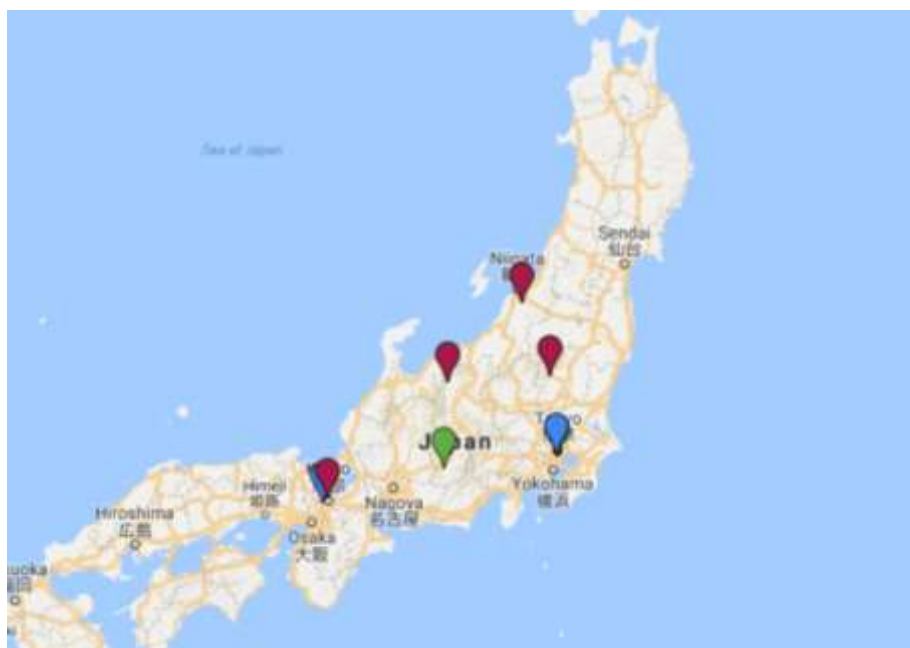 Sea of Japan
Sendai
仙台
Niigata
Japan
Yokohama
横浜
Nagoya
名古屋
Himeji
姫路
Osaka
大阪
Hiroshima
広島